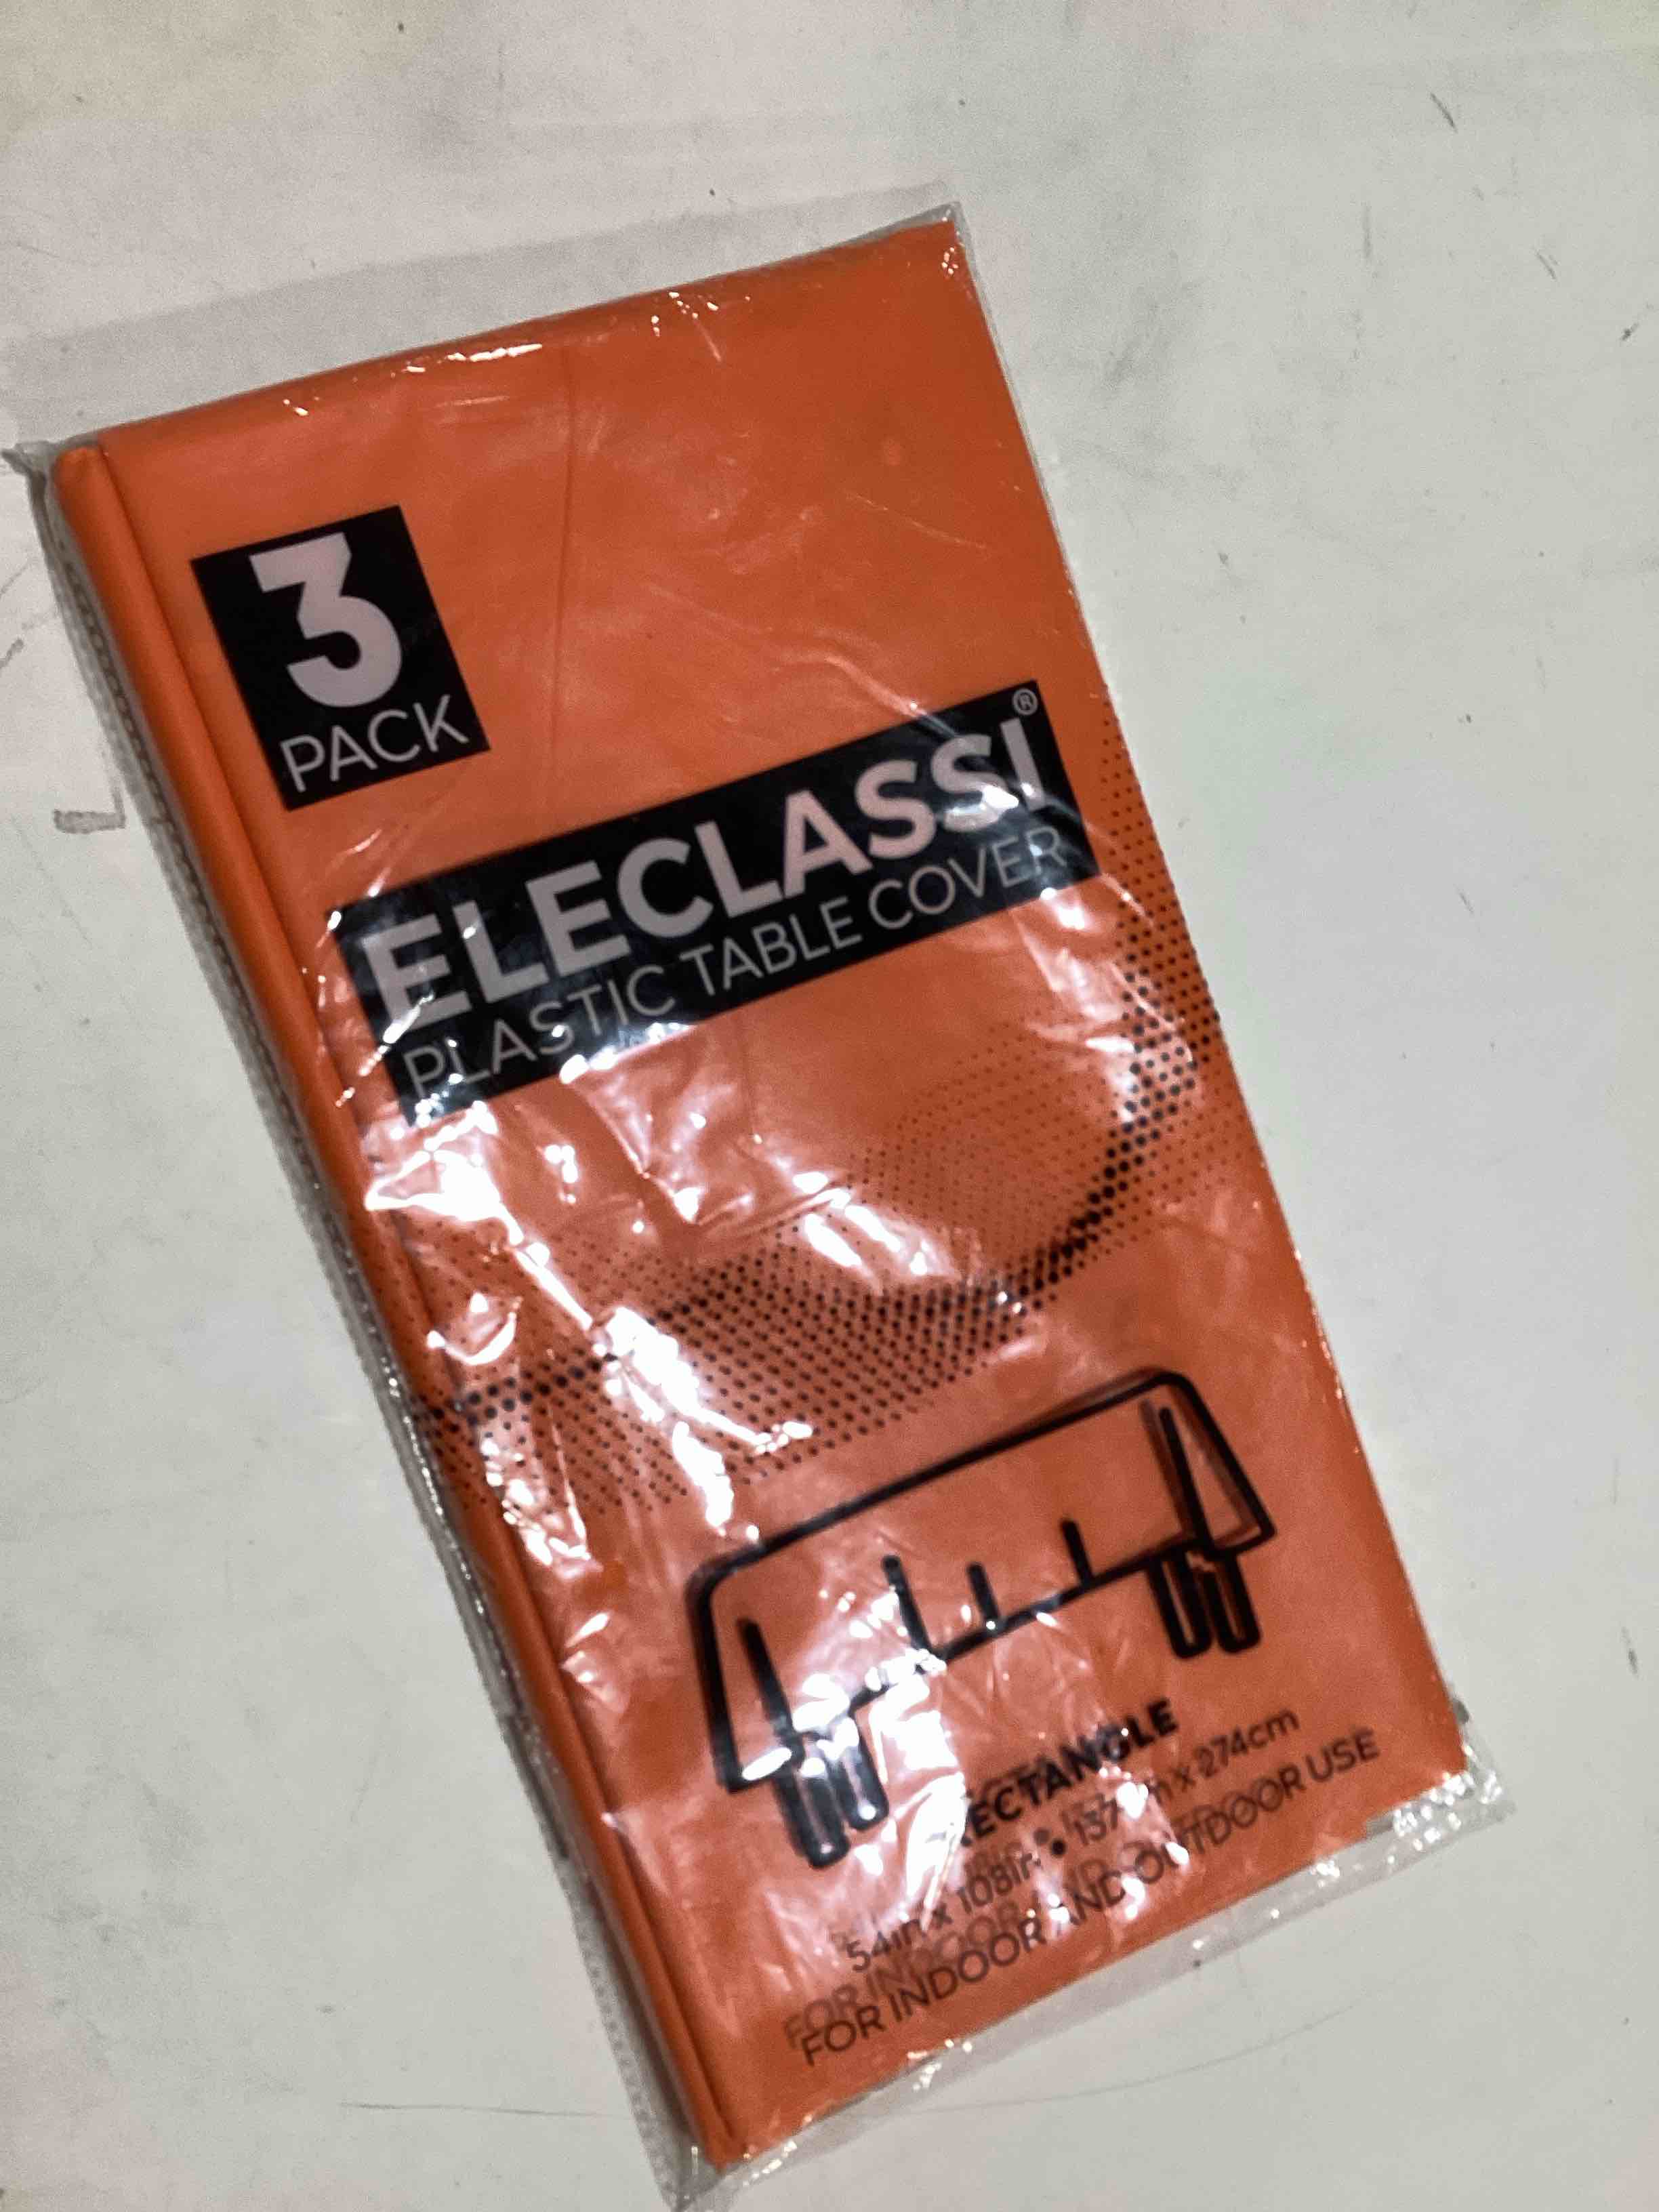 3
PACK
ELECLASSI®
PLASTIC TABLE COVER
RECTANGLE
54in x 108in • 137cm x 274cm
FOR INDOOR AND OUTDOOR USE